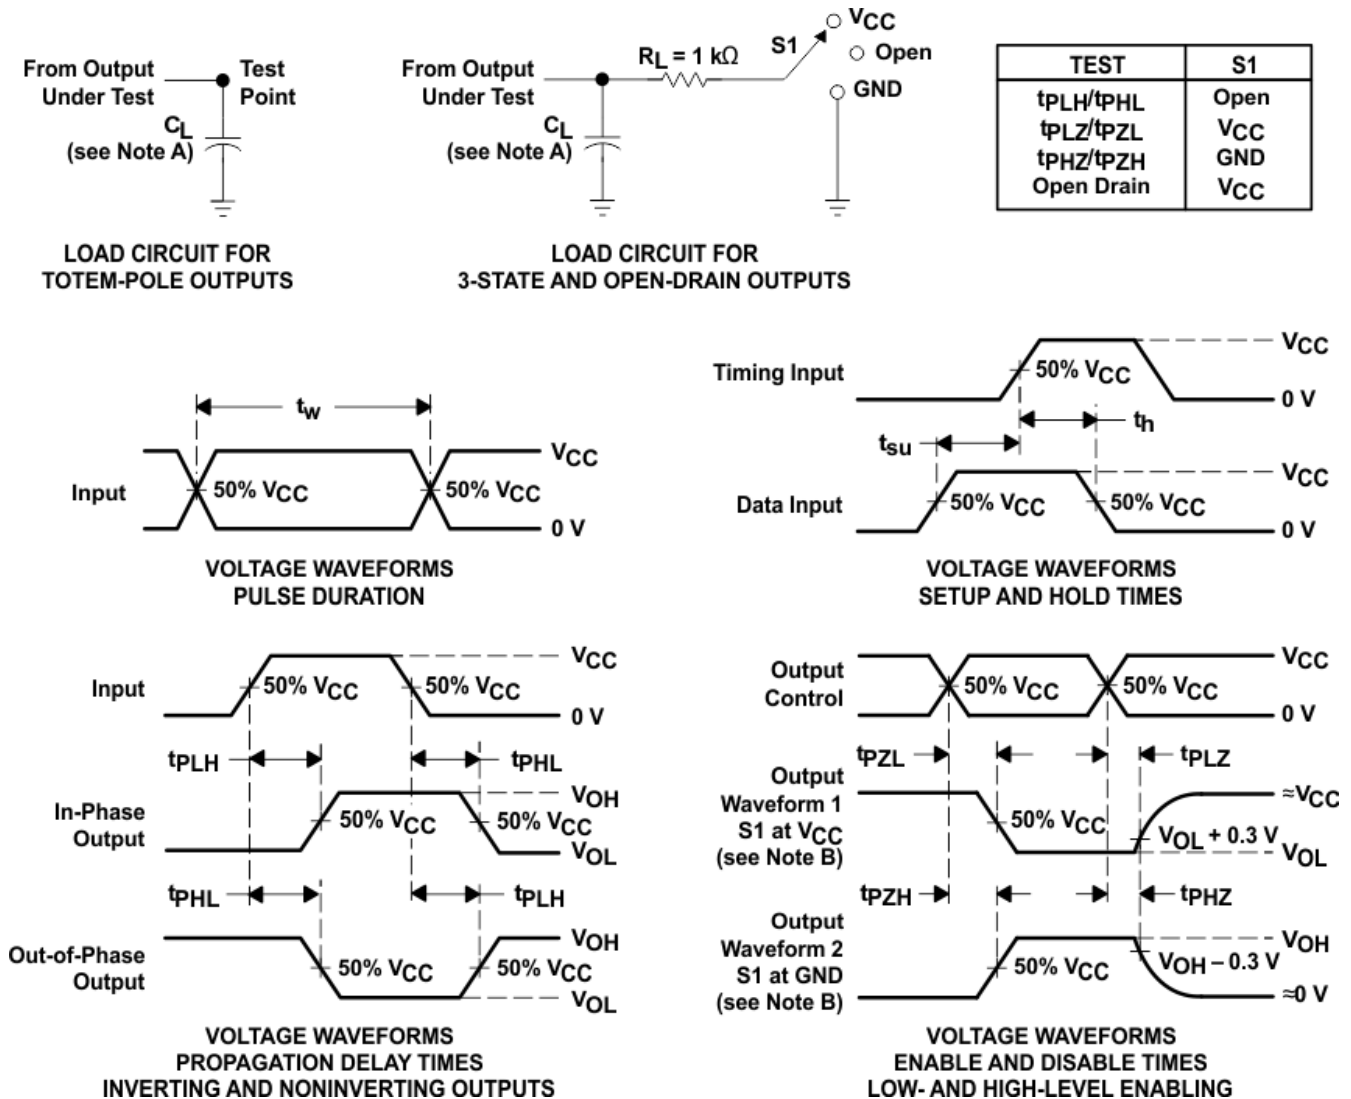 From Output
Under Test
Test
Point
CL
(see Note A)
LOAD CIRCUIT FOR
TOTEM-POLE OUTPUTS
From Output
Under Test
RL = 1 kΩ
S1
VCC
Open
GND
CL
(see Note A)
LOAD CIRCUIT FOR
3-STATE AND OPEN-DRAIN OUTPUTS
TEST S1
tPLH/tPHL Open
tPLZ/tPZL VCC
tPHZ/tPZH GND
Open Drain VCC
tw
Input
50% VCC
50% VCC
VCC
0 V
VOLTAGE WAVEFORMS
PULSE DURATION
Timing Input
50% VCC
VCC
0 V
tsu
th
Data Input
50% VCC
50% VCC
VCC
0 V
VOLTAGE WAVEFORMS
SETUP AND HOLD TIMES
Input
50% VCC
50% VCC
VCC
0 V
tPLH
tPHL
In-Phase
Output
50% VCC
50% VCC
VOH
VOL
tPHL
tPLH
Out-of-Phase
Output
50% VCC
50% VCC
VOH
VOL
VOLTAGE WAVEFORMS
PROPAGATION DELAY TIMES
INVERTING AND NONINVERTING OUTPUTS
Output
Control
50% VCC
50% VCC
VCC
0 V
tPZL
tPLZ
Output
Waveform 1
S1 at VCC
(see Note B)
50% VCC
≈VCC
VOL + 0.3 V
VOL
tPZH
tPHZ
Output
Waveform 2
S1 at GND
(see Note B)
50% VCC
VOH
VOH – 0.3 V
≈0 V
VOLTAGE WAVEFORMS
ENABLE AND DISABLE TIMES
LOW- AND HIGH-LEVEL ENABLING